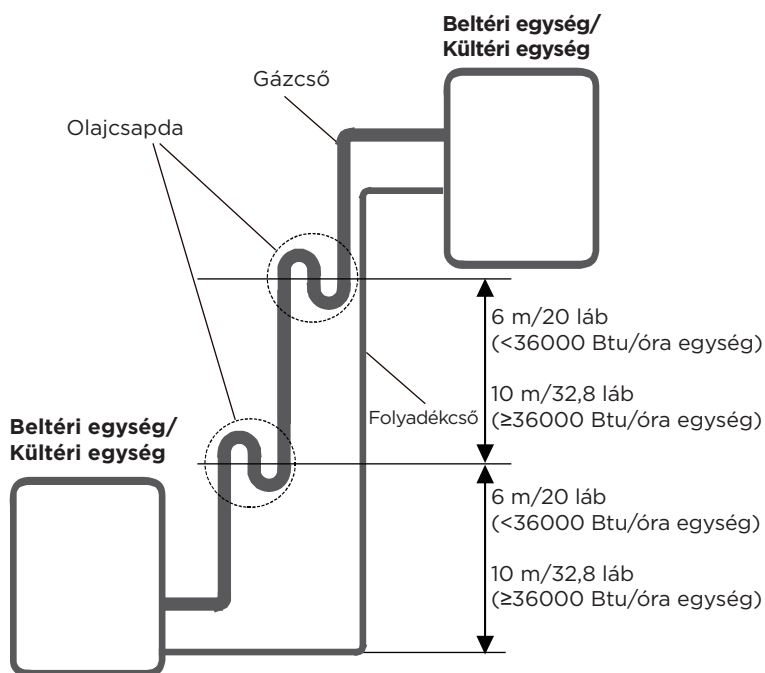 Beltéri egység/
Kültéri egység
Gázcső
Olajcsapda
6 m/20 láb
(<36000 Btu/óra egység)
10 m/32,8 láb
(≥36000 Btu/óra egység)
Folyadékcső
Beltéri egység/
Kültéri egység
6 m/20 láb
(<36000 Btu/óra egység)
10 m/32,8 láb
(≥36000 Btu/óra egység)